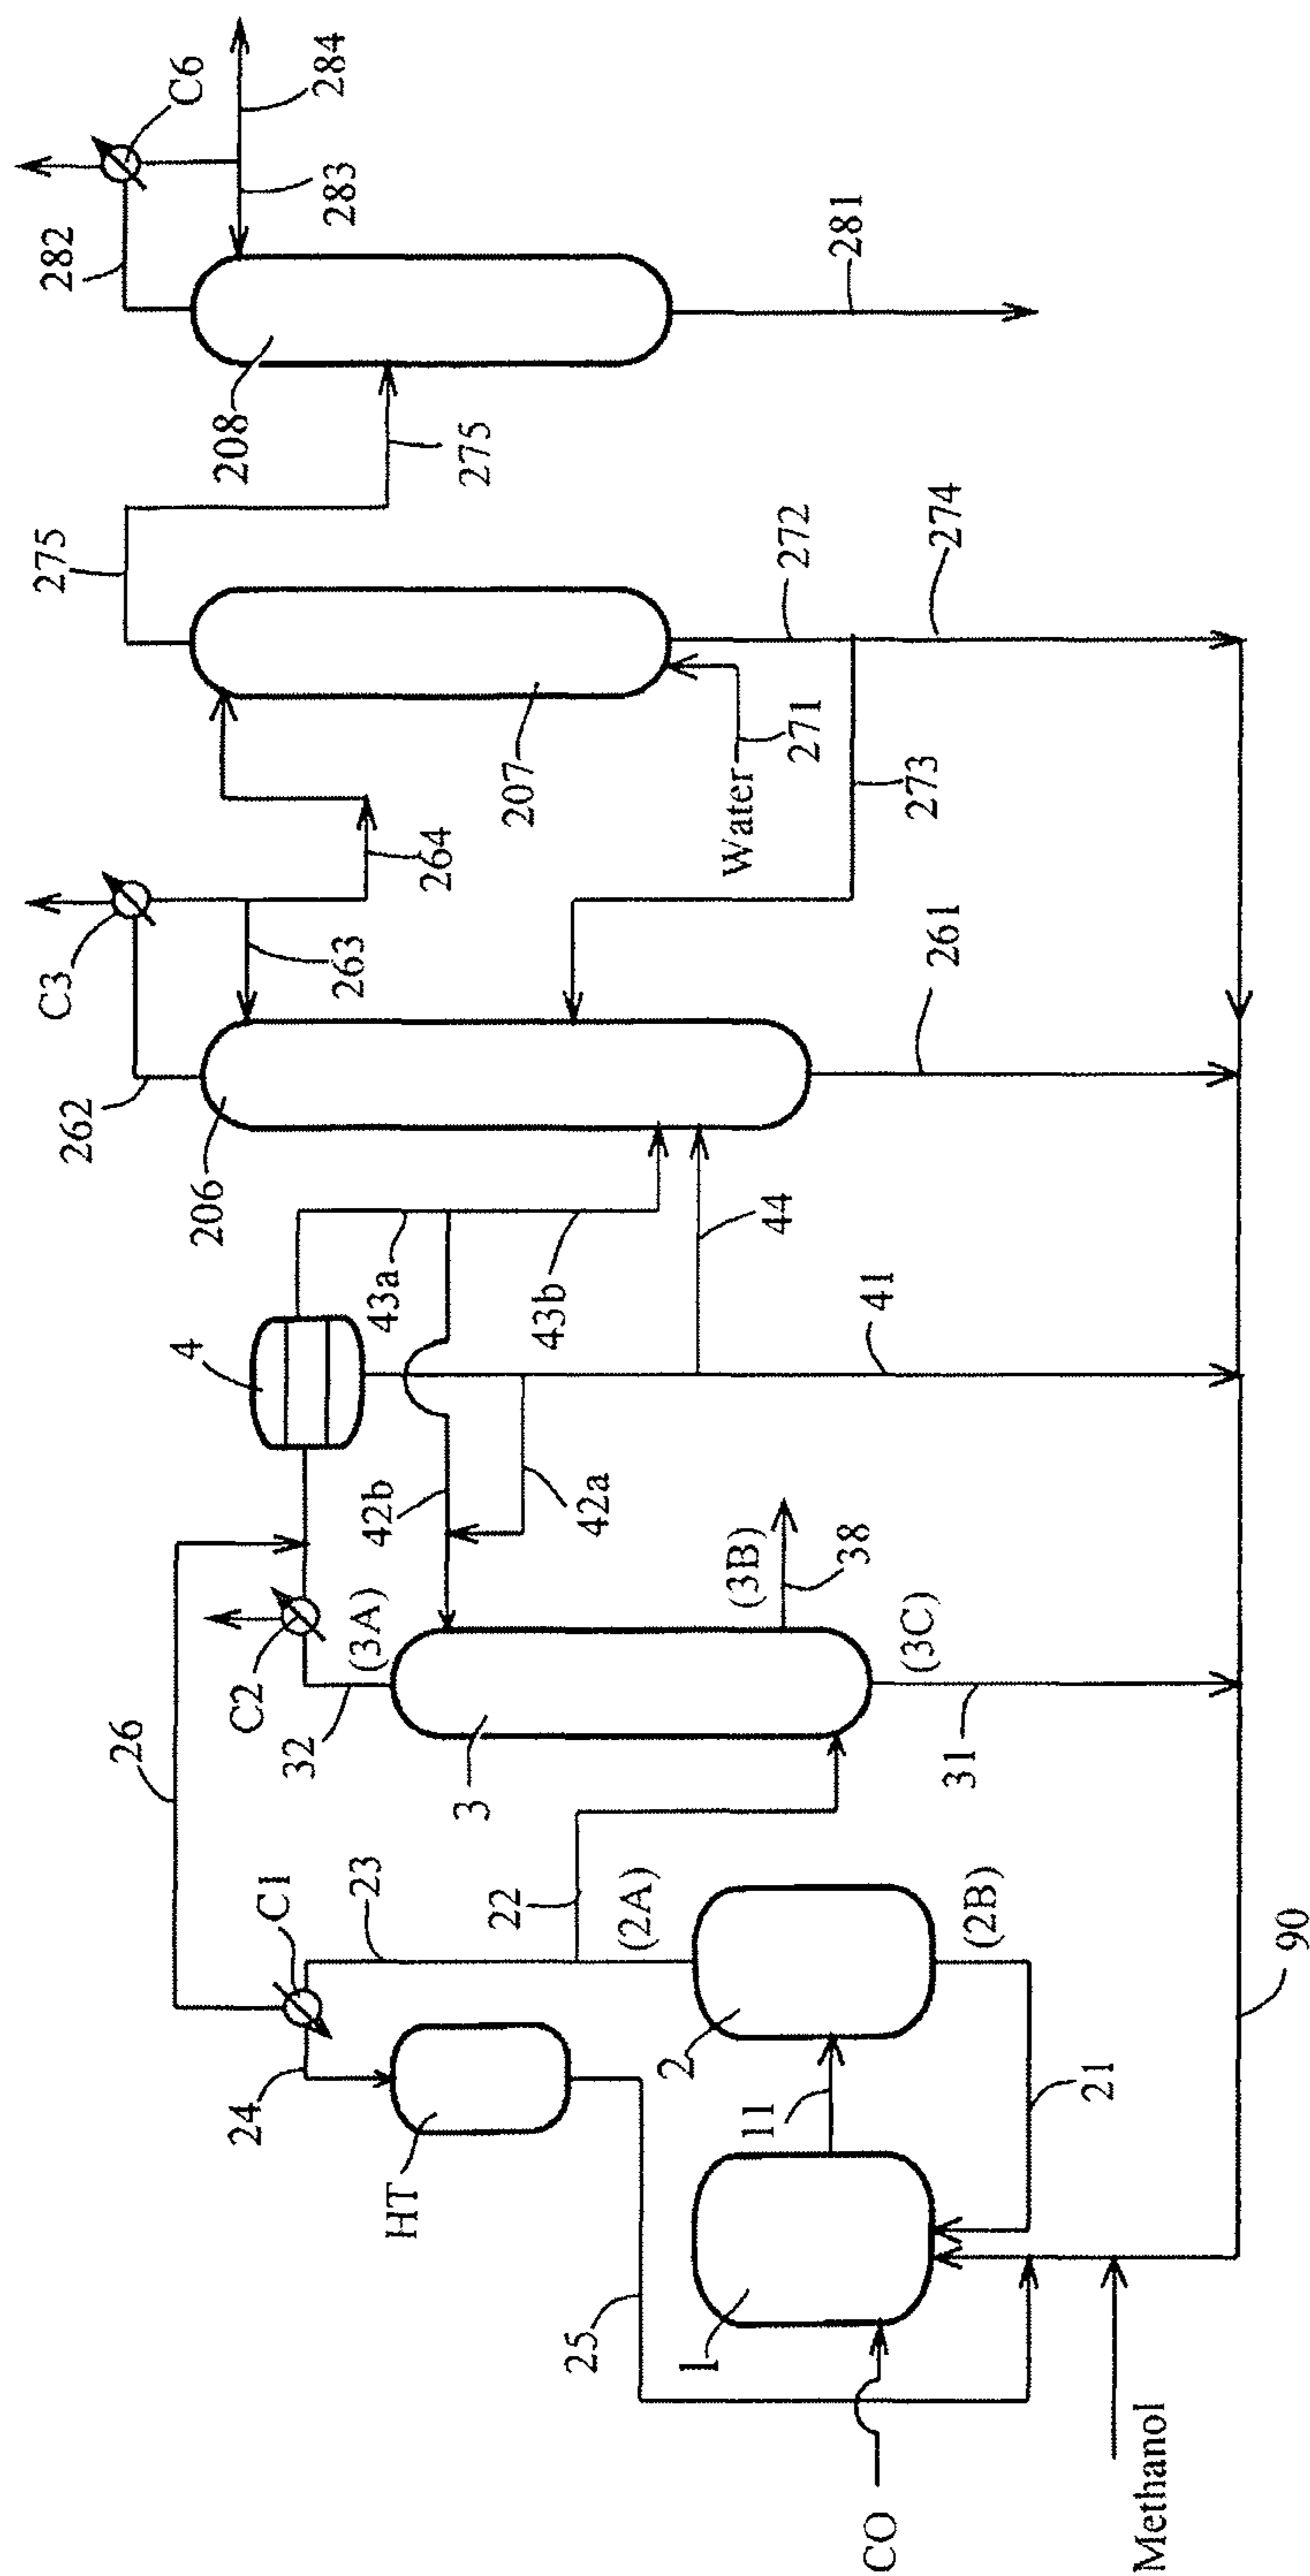 26
C1
24
HT
25
23
22
(2A)
2
(2B)
11
21
1
CO
Methanol
90
C2
(3A)
32
3
(3B)
38
(3C)
31
4
42b
42a
43a
43b
44
41
C3
262
206
263
264
261
275
207
Water
271
272
273
274
275
208
282
C6
283
284
281